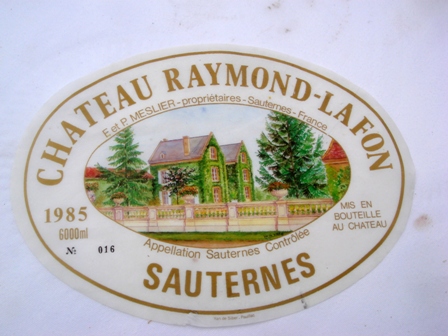 CHATEAU RAYMOND-LAFON
E et P. MESLIER - propriétaires - Sauternes - France
1985
6000ml
№ 016
MIS EN
BOUTEILLE
AU CHATEAU
Appellation Sauternes Contrôlée
SAUTERNES